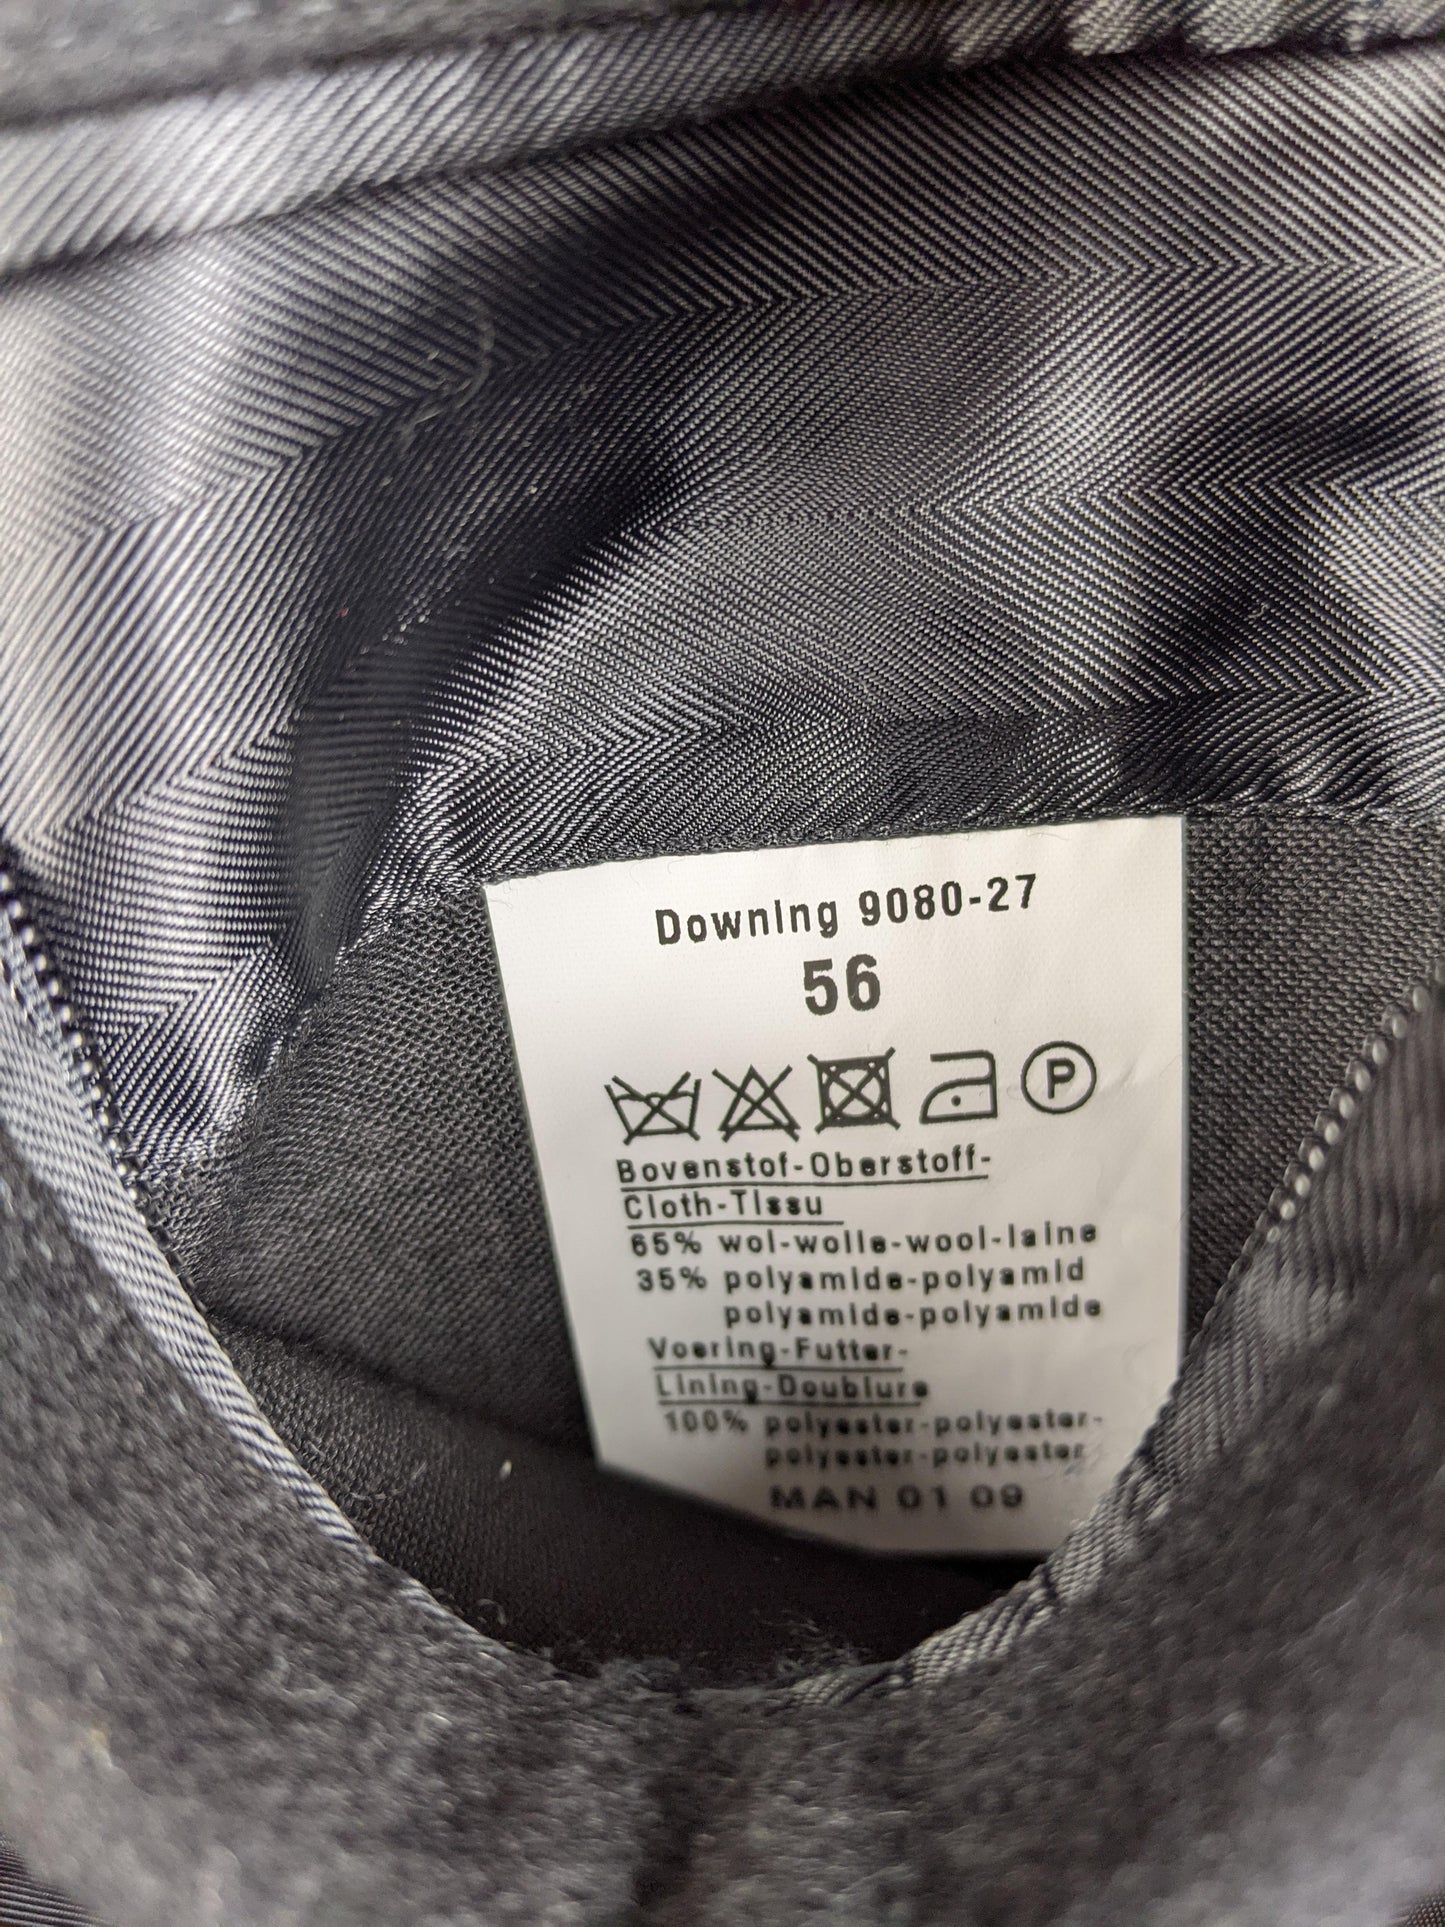 Downing 9080-27
56
P
Bovenstof-Oberstoff-
Cloth-Tissu
65% wol-wolle-wool-laine
35% polyamide-polyamid
polyamide-polyamide
Voering-Futter-
Lining-Doublure
100% polyester-polyester-
polyester-polyester
MAN 01 09